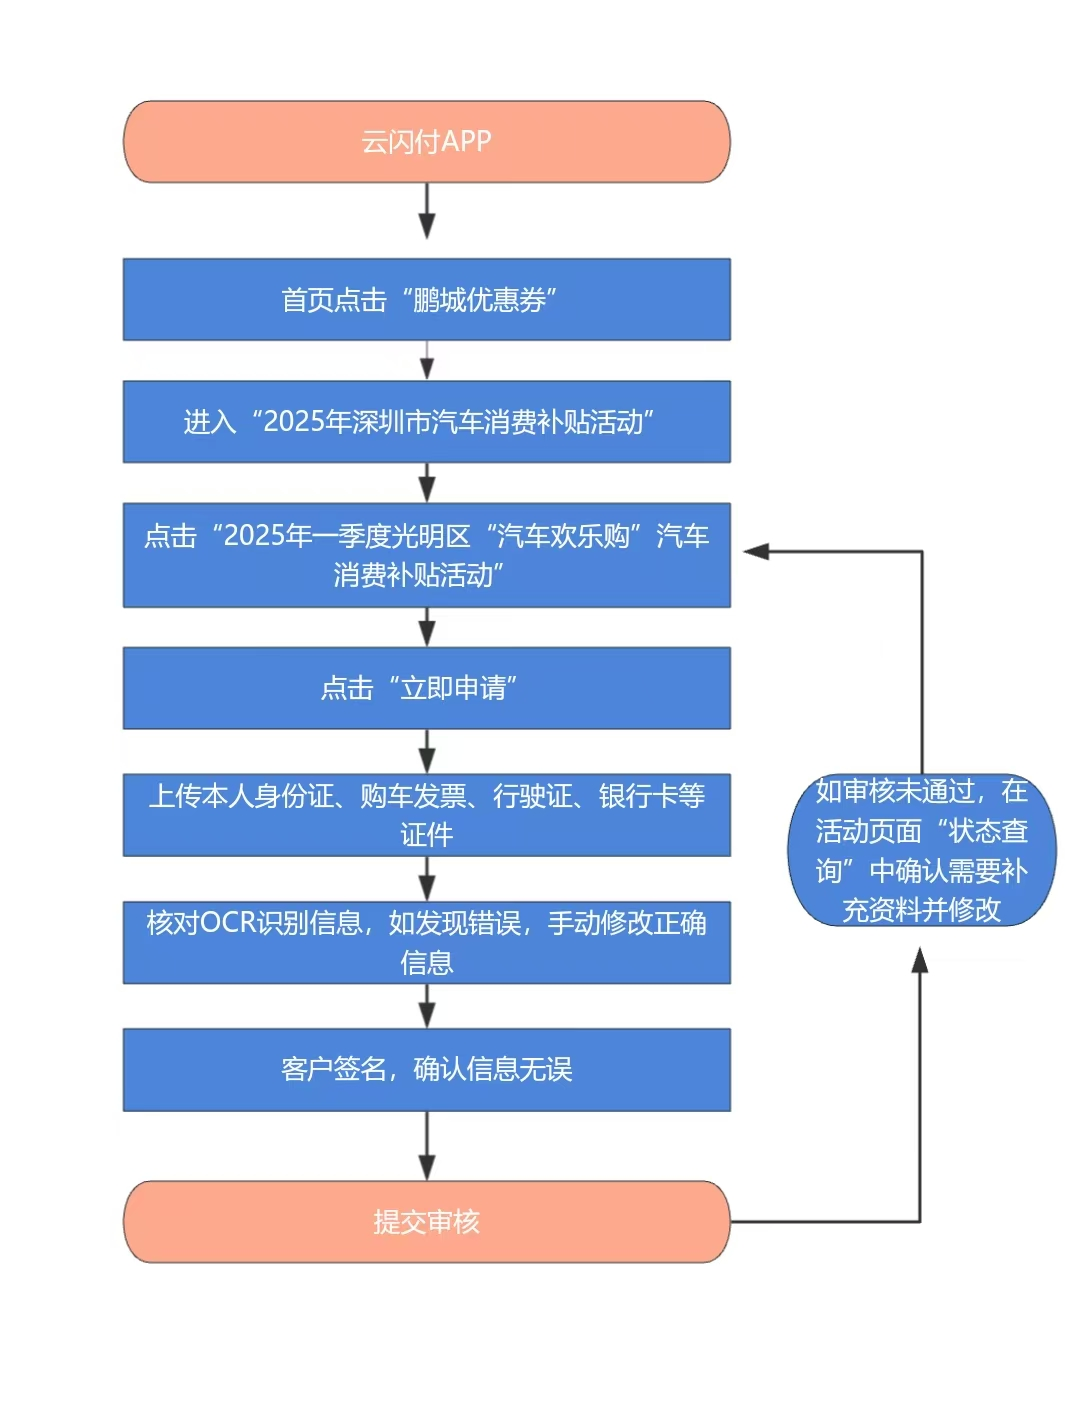 云闪付APP
首页点击“鹏城优惠券”
进入“2025年深圳市汽车消费补贴活动”
点击“2025年一季度光明区“汽车欢乐购”汽车
消费补贴活动”
点击“立即申请”
上传本人身份证、购车发票、行驶证、银行卡等
证件
核对OCR识别信息，如发现错误，手动修改正确
信息
客户签名，确认信息无误
提交审核
如审核未通过，在
活动页面“状态查
询”中确认需要补
充资料并修改